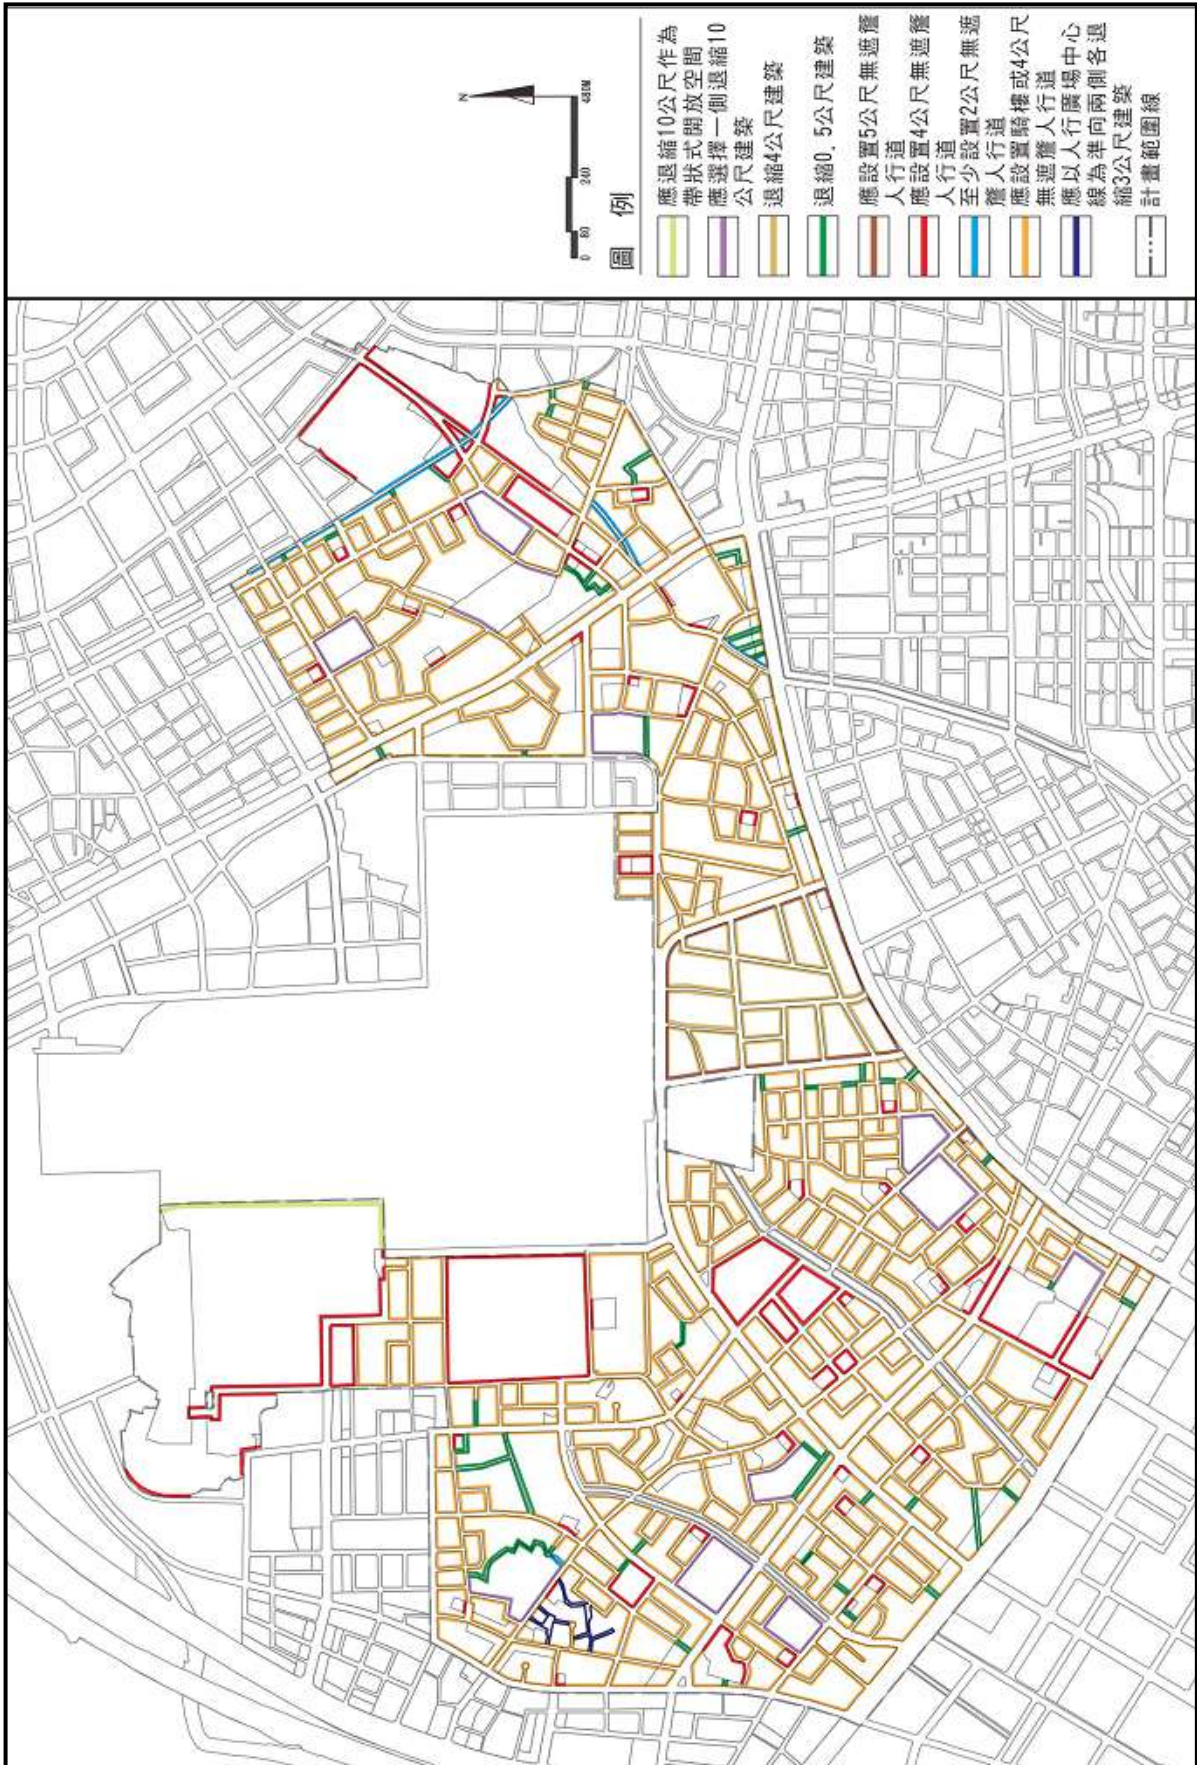 N
0 80 240 480M
圖例
應退縮10公尺作為
帶狀式開放空間
應選擇一側退縮10
公尺建築
退縮4公尺建築
退縮0.5公尺建築
應設置5公尺無遮簷
人行道
應設置4公尺無遮簷
人行道
至少設置2公尺無遮
簷人行道
應設置騎樓或4公尺
無遮簷人行道
應以人行廣場中心
線為準向兩側各退
縮3公尺建築
計畫範圍線